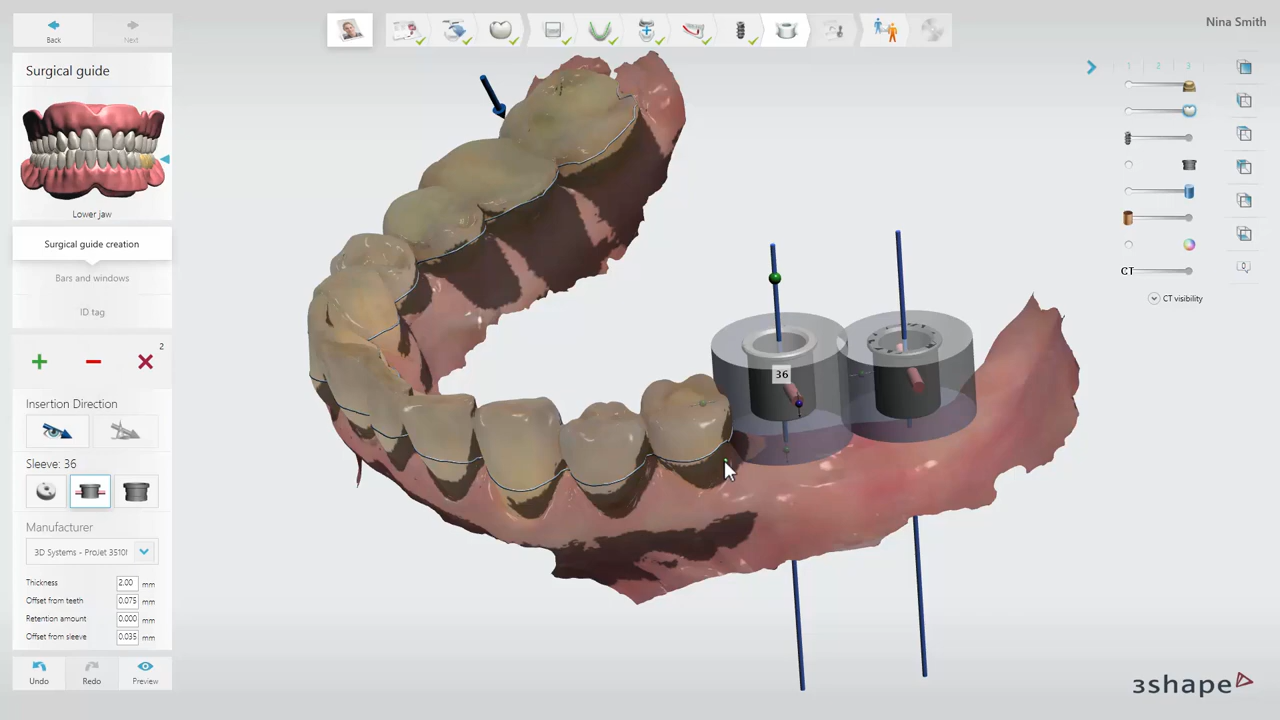 Nina Smith
Back
Next
Surgical guide
1 2 3
Lower jaw
Surgical guide creation
Bars and windows
ID tag
CT
CT visibility
2
36
Insertion Direction
Sleeve: 36
Manufacturer
3D Systems - ProJet 3510
Thickness 2.00 mm
Offset from teeth 0.075 mm
Retention amount 0.000 mm
Offset from sleeve 0.035 mm
Undo
Redo
Preview
3shape